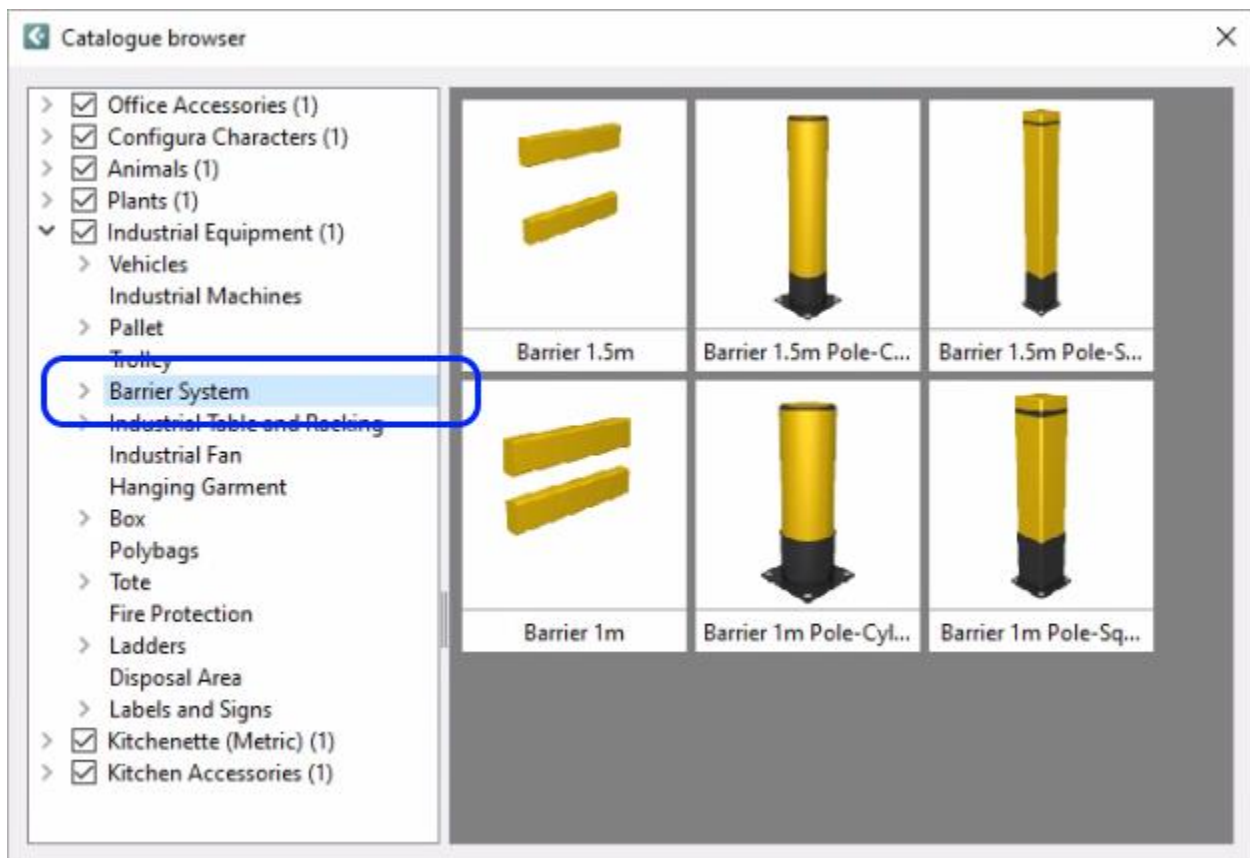 Catalogue browser
Office Accessories (1)
Configura Characters (1)
Animals (1)
Plants (1)
Industrial Equipment (1)
Vehicles
Industrial Machines
Pallet
Trolley
Barrier System
Industrial Table and Racking
Industrial Fan
Hanging Garment
Box
Polybags
Tote
Fire Protection
Ladders
Disposal Area
Labels and Signs
Kitchenette (Metric) (1)
Kitchen Accessories (1)
Barrier 1.5m
Barrier 1.5m Pole-C...
Barrier 1.5m Pole-S...
Barrier 1m
Barrier 1m Pole-Cyl...
Barrier 1m Pole-Sq...